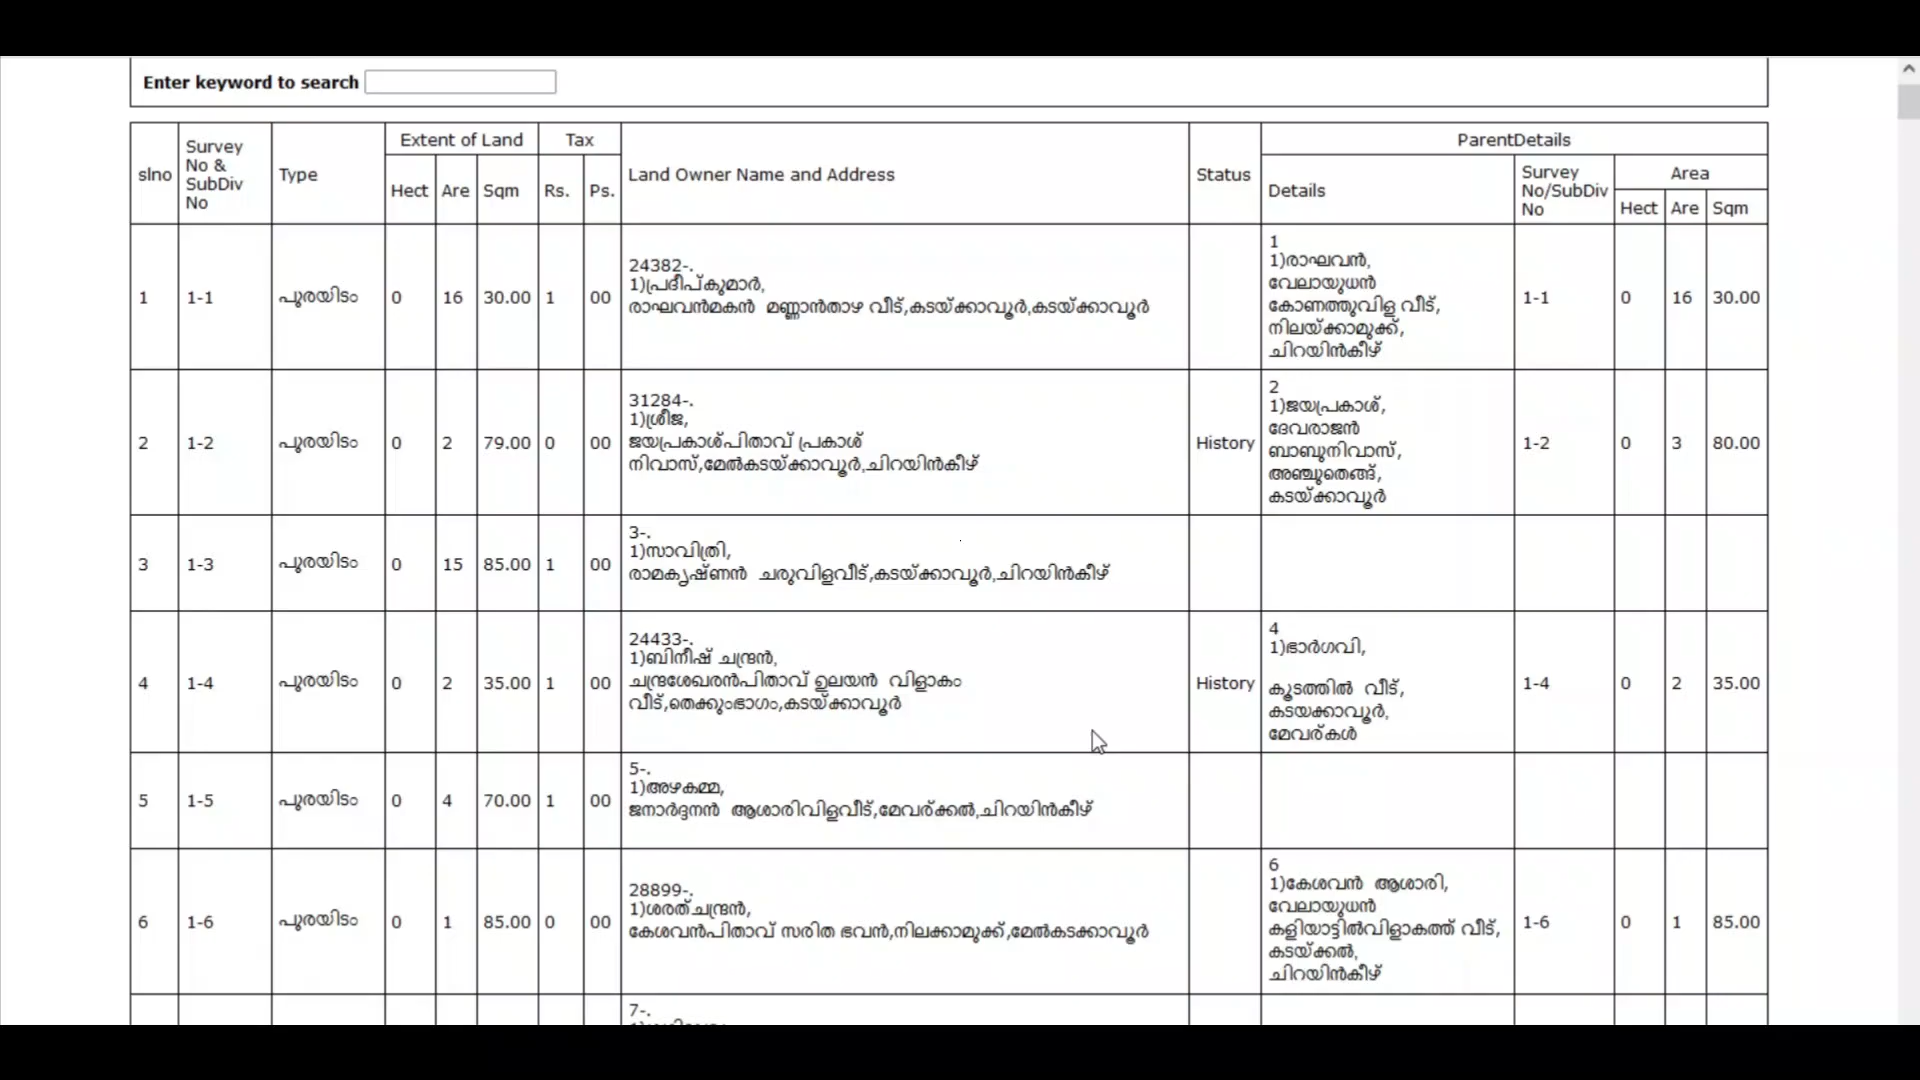 Enter keyword to search
slno
Survey
No &
SubDiv
No
Type
Extent of Land
Hect Are Sqm
Tax
Rs. Ps.
Land Owner Name and Address
Status
ParentDetails
Details
Survey
No/SubDiv
No
Area
Hect Are Sqm
1 1-1 പുരയിടം 0 16 30.00 1 00
24382-.
1)പ്രദീപ്കുമാർ,
രാഘവൻമകൻ മണ്ണാൻതാഴ വീട്,കടയ്ക്കാവൂർ,കടയ്ക്കാവൂർ
1
1)രാഘവൻ,
വേലായുധൻ
കോണത്തുവിള വീട്,
നിലയ്ക്കാമുക്ക്,
ചിറയിൻകീഴ്
1-1 0 16 30.00
2 1-2 പുരയിടം 0 2 79.00 0 00
31284-.
1)ശ്രീജ,
ജയപ്രകാശ്പിതാവ് പ്രകാശ്
നിവാസ്,മേൽകടയ്ക്കാവൂർ,ചിറയിൻകീഴ്
History
2
1)ജയപ്രകാശ്,
ദേവരാജൻ
ബാബുനിവാസ്,
അഞ്ചുതെങ്ങ്,
കടയ്ക്കാവൂർ
1-2 0 3 80.00
3 1-3 പുരയിടം 0 15 85.00 1 00
3-.
1)സാവിത്രി,
രാമകൃഷ്ണൻ ചരുവിളവീട്,കടയ്ക്കാവൂർ,ചിറയിൻകീഴ്
4 1-4 പുരയിടം 0 2 35.00 1 00
24433-.
1)ബിനീഷ് ചന്ദ്രൻ,
ചന്ദ്രശേഖരൻപിതാവ് ഉലയൻ വിളാകം
വീട്,തെക്കുംഭാഗം,കടയ്ക്കാവൂർ
History
4
1)ഭാർഗവി,
കൂടത്തിൽ വീട്,
കടയക്കാവൂർ,
മേവര്കൾ
1-4 0 2 35.00
5 1-5 പുരയിടം 0 4 70.00 1 00
5-.
1)അഴകമ്മ,
ജനാർദ്ദനൻ ആശാരിവിളവീട്,മേവര്ക്കൽ,ചിറയിൻകീഴ്
6 1-6 പുരയിടം 0 1 85.00 0 00
28899-.
1)ശരത്ചന്ദ്രൻ,
കേശവൻപിതാവ് സരിത ഭവൻ,നിലക്കാമുക്ക്,മേൽകടക്കാവൂർ
6
1)കേശവൻ ആശാരി,
വേലായുധൻ
കളിയാട്ടിൽവിളാകത്ത് വീട്,
കടയ്ക്കൽ,
ചിറയിൻകീഴ്
1-6 0 1 85.00
7-.